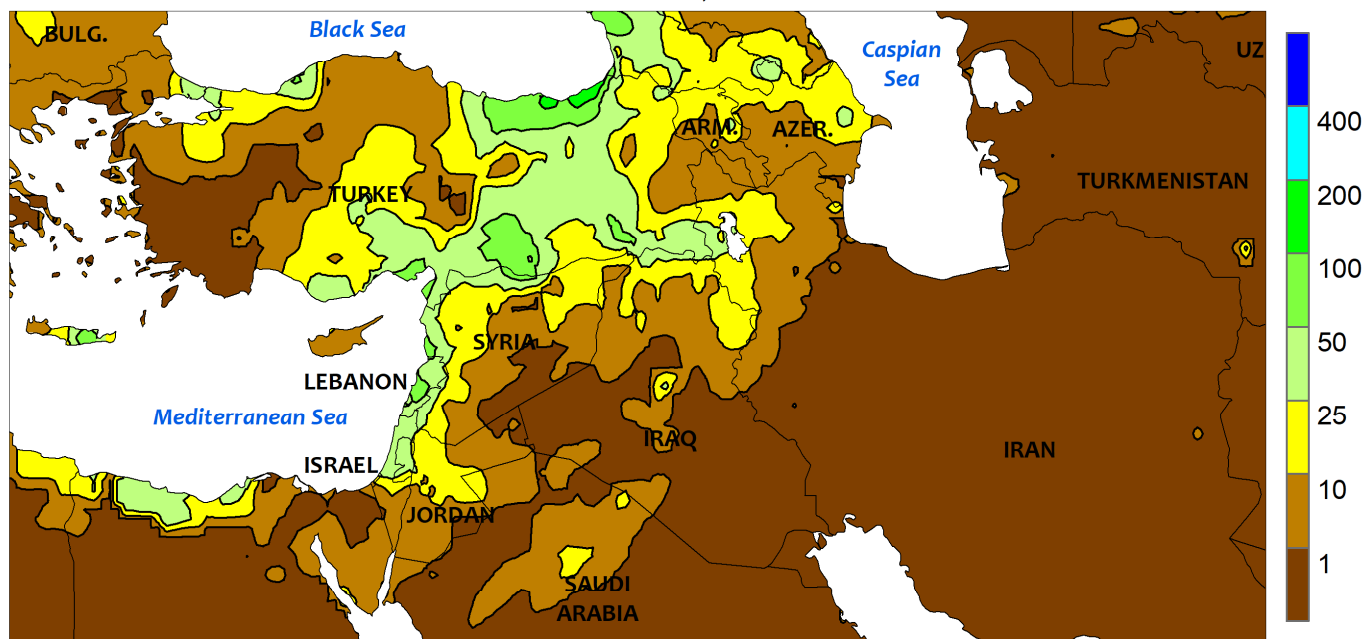 BULG.
Black Sea
Caspian
Sea
UZ
400
ARM.
AZER.
TURKEY
TURKMENISTAN
200
100
SYRIA
50
LEBANON
Mediterranean Sea
25
IRAQ
IRAN
ISRAEL
10
JORDAN
1
SAUDI
ARABIA